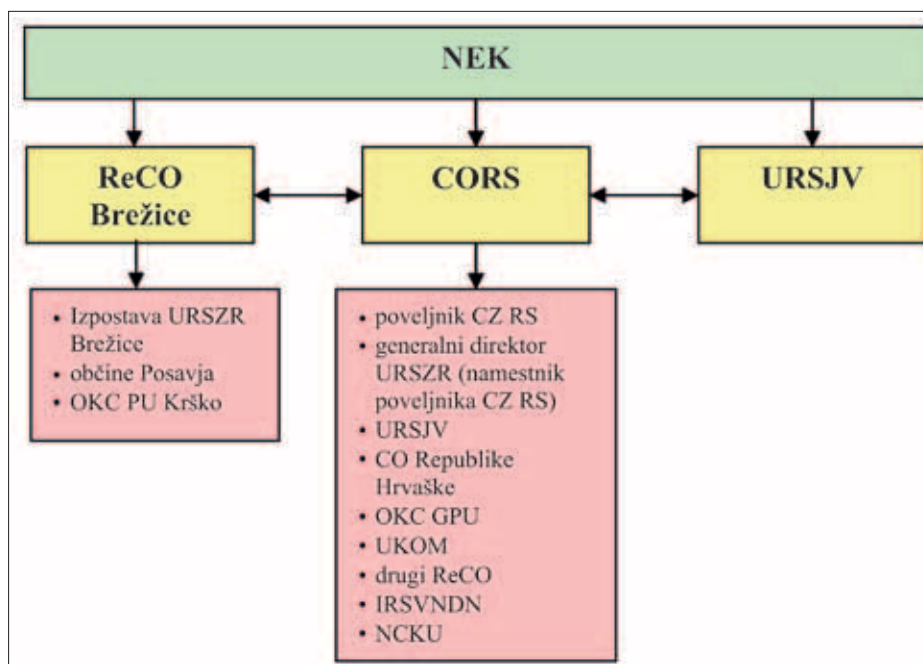 NEK
ReCO
Brežice
CORS
URSJV
• Izpostava URSZR
Brežice
• občine Posavja
• OKC PU Krško
• poveljnik CZ RS
• generalni direktor
URSZR (namestnik
poveljnika CZ RS)
• URSJV
• CO Republike
Hrvaške
• OKC GPU
• UKOM
• drugi ReCO
• IRSVNDN
• NCKU